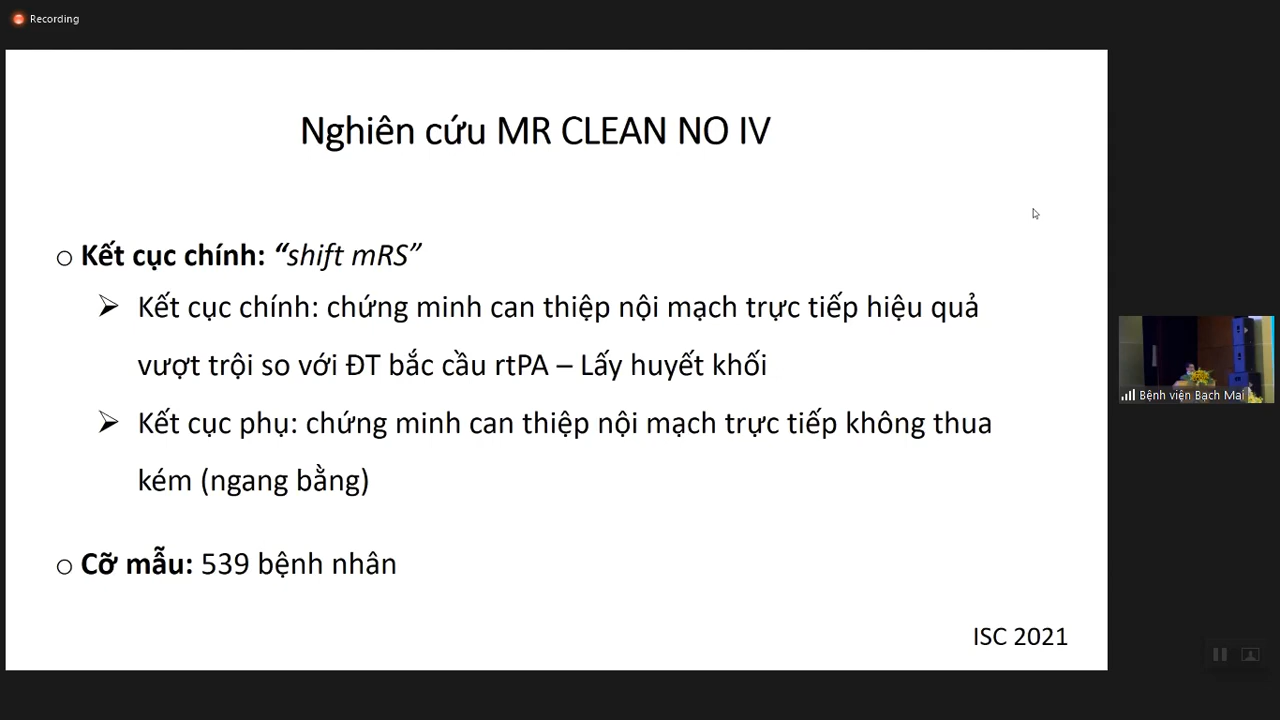 Recording
Nghiên cứu MR CLEAN NO IV
Kết cục chính: “shift mRS”
Kết cục chính: chứng minh can thiệp nội mạch trực tiếp hiệu quả
vượt trội so với ĐT bắc cầu rtPA – Lấy huyết khối
Kết cục phụ: chứng minh can thiệp nội mạch trực tiếp không thua
kém (ngang bằng)
Cỡ mẫu: 539 bệnh nhân
ISC 2021
Bệnh viện Bạch Mai